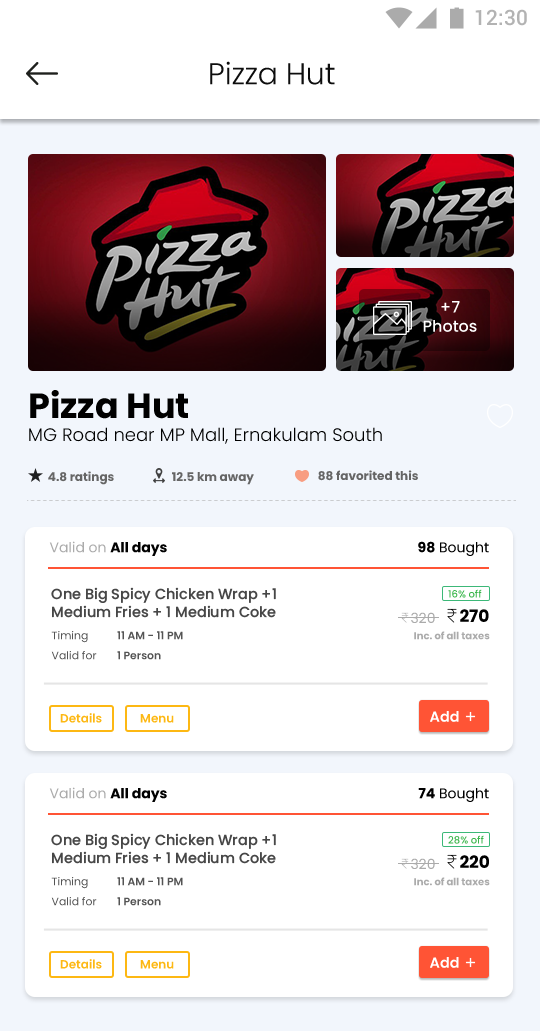 12:30
Pizza Hut
Pizza
Hut
Pizza
Hut
Pizza
Hut
+7
Photos
Pizza Hut
MG Road near MP Mall, Ernakulam South
4.8 ratings 12.5 km away 88 favorited this
Valid on All days 98 Bought
One Big Spicy Chicken Wrap +1
Medium Fries + 1 Medium Coke
16% off
₹320 ₹270
Inc. of all taxes
Timing 11 AM - 11 PM
Valid for 1 Person
Details Menu Add +
Valid on All days 74 Bought
One Big Spicy Chicken Wrap +1
Medium Fries + 1 Medium Coke
28% off
₹320 ₹220
Inc. of all taxes
Timing 11 AM - 11 PM
Valid for 1 Person
Details Menu Add +